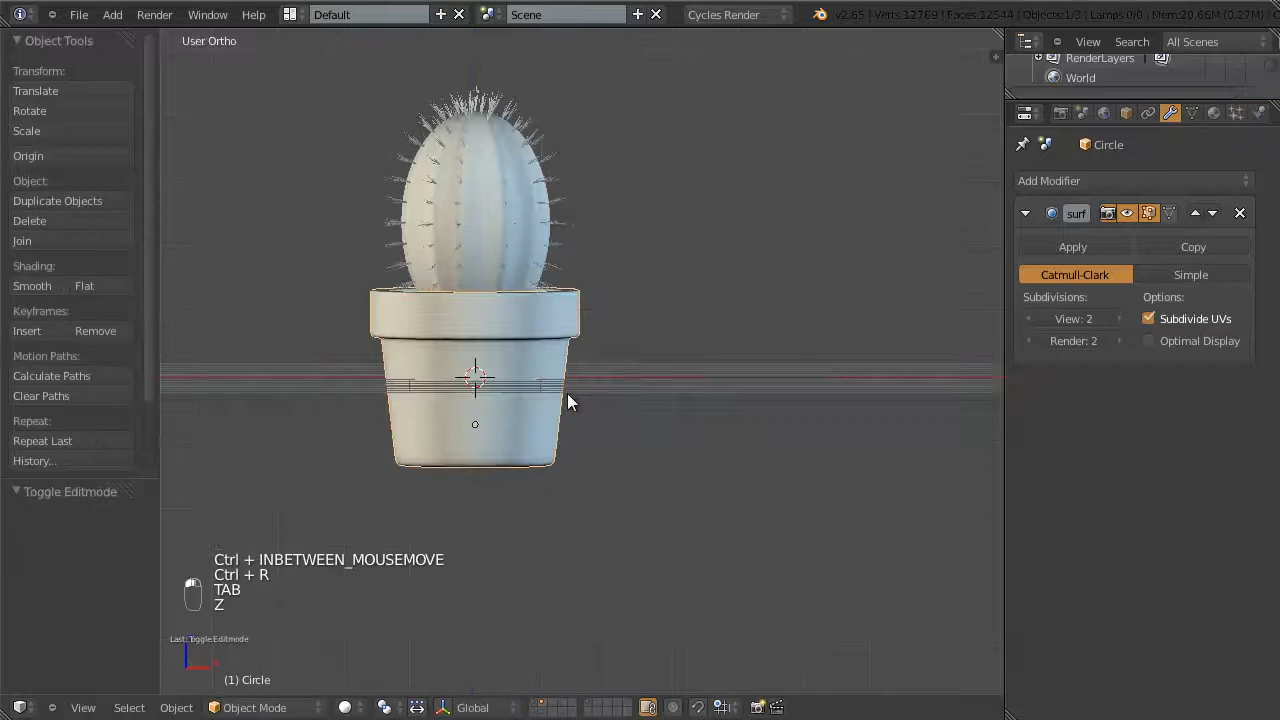 File Add Render Window Help Default Scene Cycles Render v2.65 | Verts:12769 | Faces:12544 | Objects:1/3 | Lamps:0/0 | Mem:20.66M (0.27M) | C
Object Tools
User Ortho
View Search All Scenes
RenderLayers
World
Transform:
Translate
Rotate
Scale
Origin
Object:
Duplicate Objects
Delete
Join
Shading:
Smooth Flat
Keyframes:
Insert Remove
Motion Paths:
Calculate Paths
Clear Paths
Repeat:
Repeat Last
History...
Toggle Editmode
Circle
Add Modifier
surf
Apply Copy
Catmull-Clark Simple
Subdivisions: Options:
View: 2 Subdivide UVs
Render: 2 Optimal Display
Ctrl + INBETWEEN_MOUSEMOVE
Ctrl + R
TAB
Z
Last: Toggle Editmode
(1) Circle
View Select Object Object Mode Global